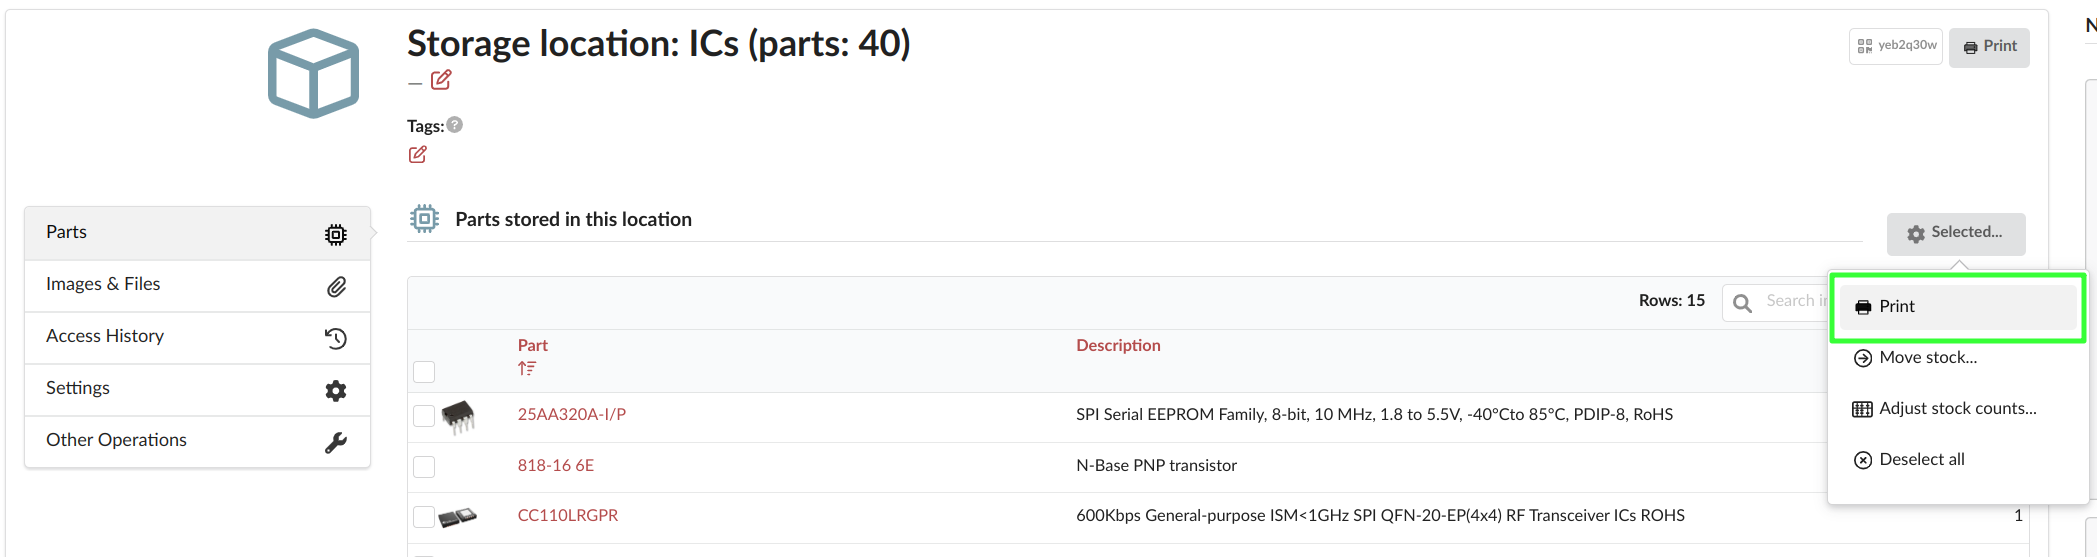 Storage location: ICs (parts: 40)
yeb2q30w
Print
N
—
Tags: ?
Parts
Images & Files
Access History
Settings
Other Operations
Parts stored in this location
Selected...
Rows: 15
Search i
Print
Move stock...
Adjust stock counts...
Deselect all
Part
Description
25AA320A-I/P
SPI Serial EEPROM Family, 8-bit, 10 MHz, 1.8 to 5.5V, -40°Cto 85°C, PDIP-8, RoHS
818-16 6E
N-Base PNP transistor
CC110LRGPR
600Kbps General-purpose ISM<1GHz SPI QFN-20-EP(4x4) RF Transceiver ICs ROHS
1